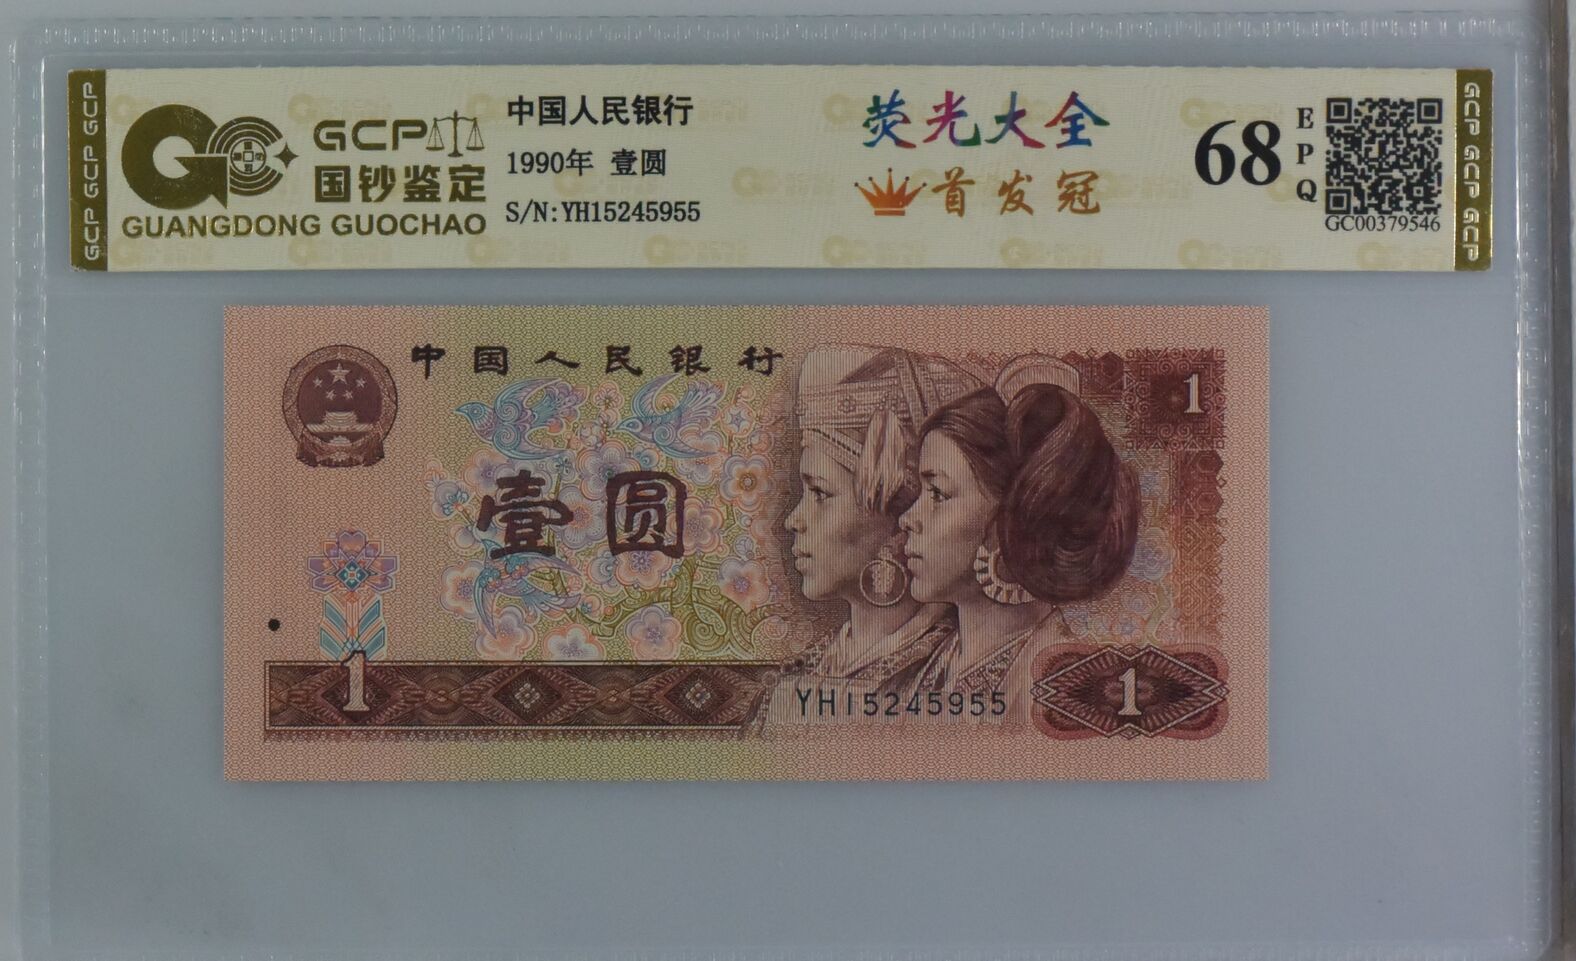 GCP GCP GCP
GCP
国钞鉴定
GUANGDONG GUOCHAO
中国人民银行
1990年 壹圆
S/N:YH15245955
荧光大全
首发冠
68
EPQ
GC00379546
GCP GCP GCP
中国人民银行
1
壹圆
1
YH15245955
1